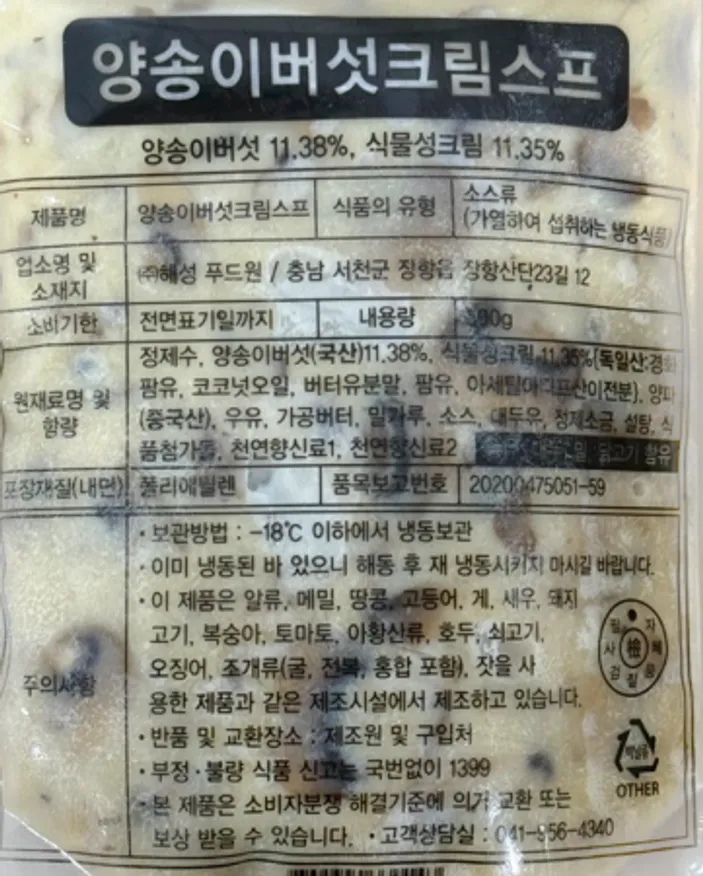 양송이버섯크림스프
양송이버섯 11.38%, 식물성크림 11.35%
제품명 양송이버섯크림스프 식품의 유형 소스류
(가열하여 섭취하는 냉동식품)
업소명 및 소재지 ㈜해성 푸드원 / 충남 서천군 장항읍 장항산단23길 12
소비기한 전면표기일까지 내용량
원재료명 및 함량 정제수, 양송이버섯(국산)11.38%, 식물성크림 11.35%(독일산:경화
팜유, 코코넛오일, 버터유분말, 팜유, 양파
(중국산), 우유, 가공버터, 밀가루, 소스, 대두유, 정제소금, 설탕, 식
품첨가물, 천연향신료1, 천연향신료2 닭고기 함유
포장재질(내면) 폴리에틸렌 품목보고번호 20200475051-59
주의사항
· 보관방법 : -18℃ 이하에서 냉동보관
· 이미 냉동된 바 있으니 해동 후 재 냉동시키지 마시길 바랍니다.
· 이 제품은 알류, 메밀, 땅콩, 고등어, 게, 새우, 돼지
고기, 복숭아, 토마토, 아황산류, 호두, 쇠고기,
오징어, 조개류(굴, 전복, 홍합 포함), 잣을 사
용한 제품과 같은 제조시설에서 제조하고 있습니다.
· 반품 및 교환장소 : 제조원 및 구입처
· 부정·불량 식품 신고는 국번없이 1399
· 본 제품은 소비자분쟁 해결기준에 의거 교환 또는
보상 받을 수 있습니다. · 고객상담실 : 041-956-4340
檢
OTHER